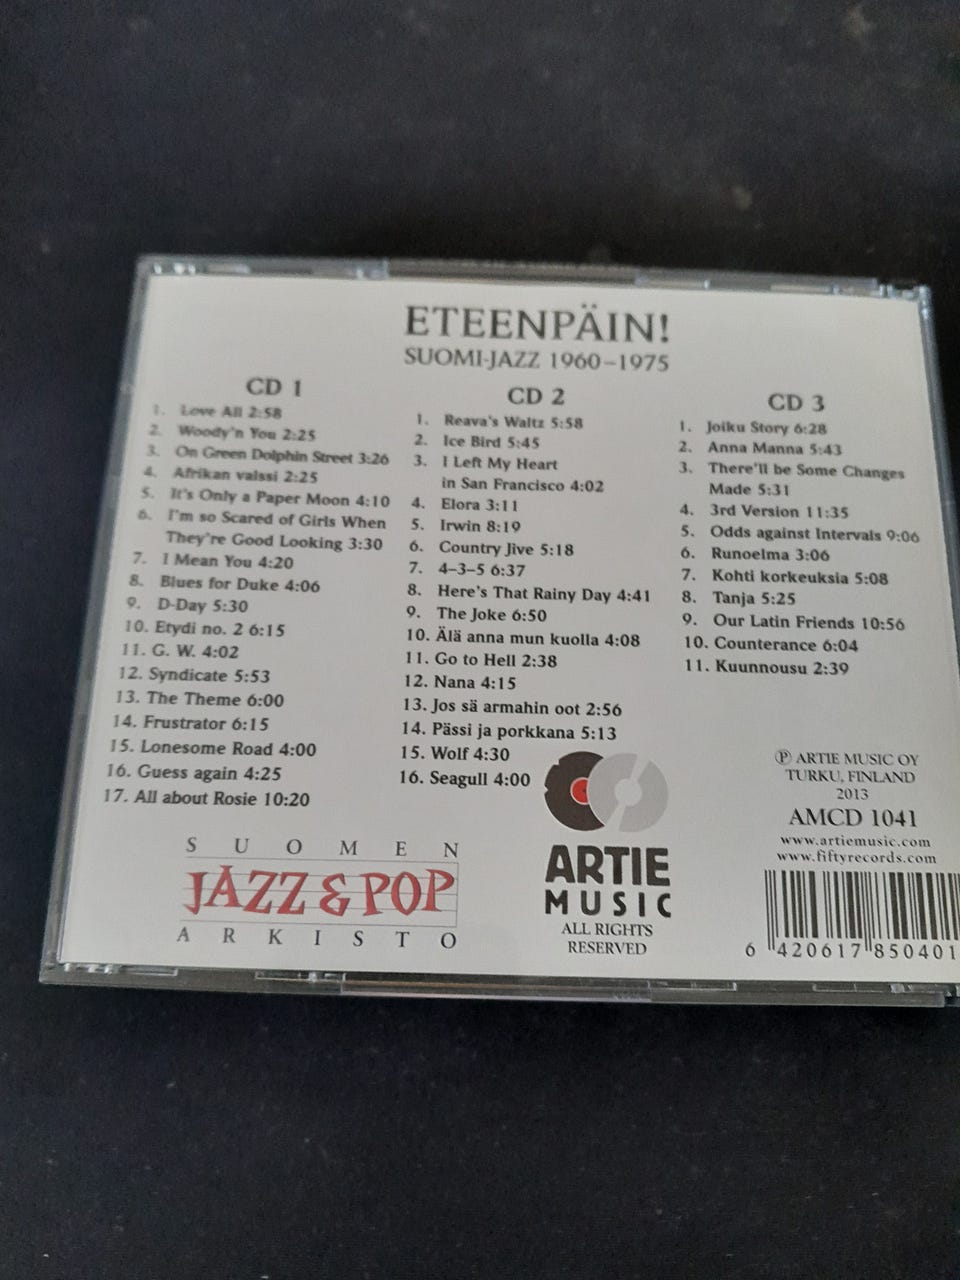 ETEENPÄIN!
SUOMI-JAZZ 1960–1975
CD 1
1. Love All 2:58
2. Woody'n You 2:25
3. On Green Dolphin Street 3:26
4. Afrikan valssi 2:25
5. It's Only a Paper Moon 4:10
6. I'm so Scared of Girls When
They're Good Looking 3:30
7. I Mean You 4:20
8. Blues for Duke 4:06
9. D-Day 5:30
10. Etydi no. 2 6:15
11. G. W. 4:02
12. Syndicate 5:53
13. The Theme 6:00
14. Frustrator 6:15
15. Lonesome Road 4:00
16. Guess again 4:25
17. All about Rosie 10:20
CD 2
1. Reava's Waltz 5:58
2. Ice Bird 5:45
3. I Left My Heart
in San Francisco 4:02
4. Elora 3:11
5. Irwin 8:19
6. Country Jive 5:18
7. 4–3–5 6:37
8. Here's That Rainy Day 4:41
9. The Joke 6:50
10. Älä anna mun kuolla 4:08
11. Go to Hell 2:38
12. Nana 4:15
13. Jos sä armahin oot 2:56
14. Pässi ja porkkana 5:13
15. Wolf 4:30
16. Seagull 4:00
CD 3
1. Joiku Story 6:28
2. Anna Manna 5:43
3. There'll be Some Changes
Made 5:31
4. 3rd Version 11:35
5. Odds against Intervals 9:06
6. Runoelma 3:06
7. Kohti korkeuksia 5:08
8. Tanja 5:25
9. Our Latin Friends 10:56
10. Counterance 6:04
11. Kuunnousu 2:39
SUOMEN
JAZZ & POP
ARKISTO
ARTIE
MUSIC
ALL RIGHTS
RESERVED
℗ ARTIE MUSIC OY
TURKU, FINLAND
2013
AMCD 1041
www.artiemusic.com
www.fiftyrecords.com
6 420617 850401